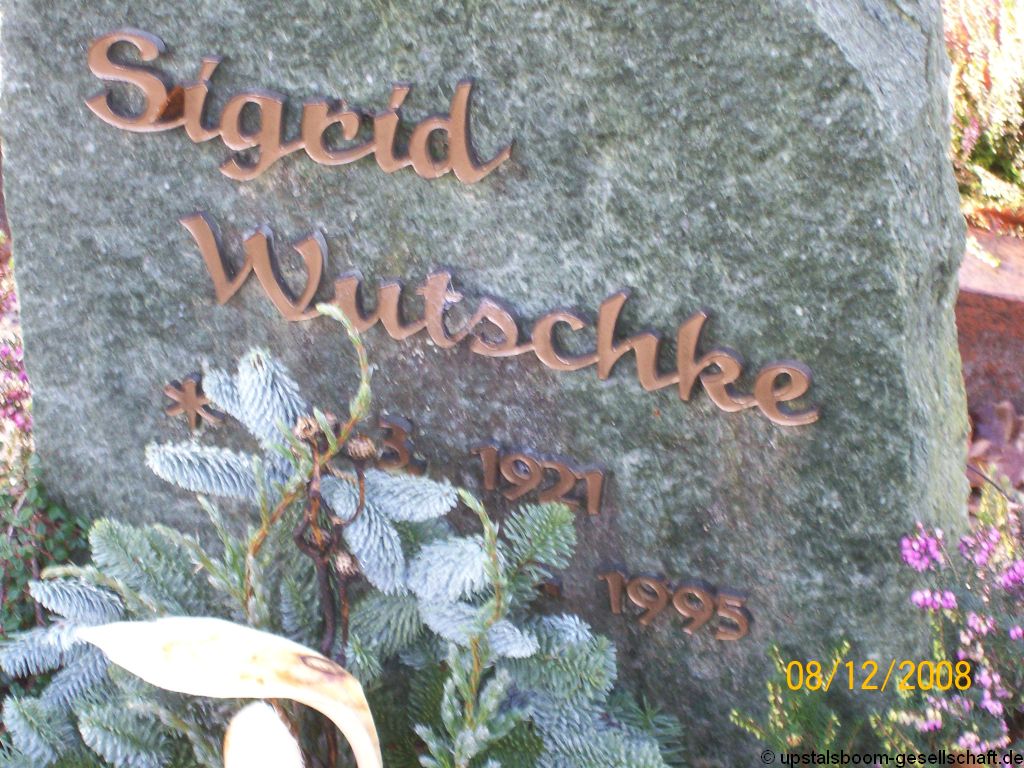 Sigrid
Wutschke
* 3. 1921
1995
08/12/2008
© upstalsboom-gesellschaft.de